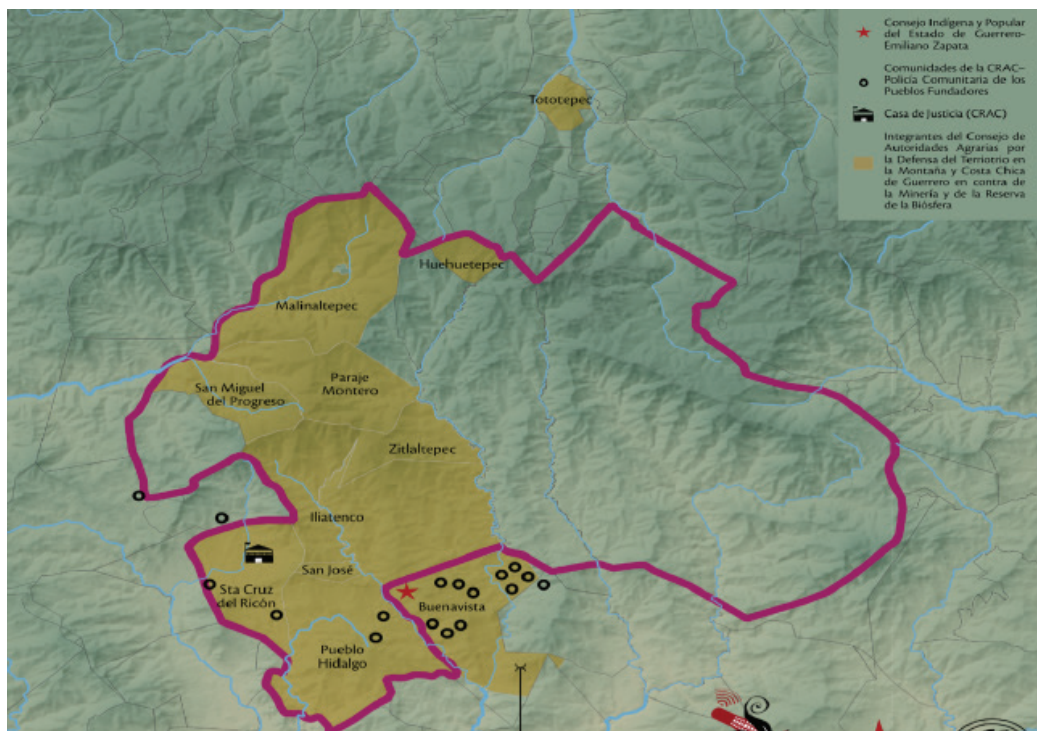 Consejo Indígena y Popular
del Estado de Guerrero-
Emiliano Zapata
Comunidades de la CRAC–
Policía Comunitaria de los
Pueblos Fundadores
Casa de Justicia (CRAC)
Integrantes del Consejo de
Autoridades Agrarias por
la Defensa del Terriotrio en
la Montaña y Costa Chica
de Guerrero en contra de
la Minería y de la Reserva
de la Biósfera
Tototepec
Huehuetepec
Malinaltepec
Paraje
Montero
San Miguel
del Progreso
Zitlaltepec
Iliatenco
San José
Sta Cruz
del Ricón
Buenavista
Pueblo
Hidalgo